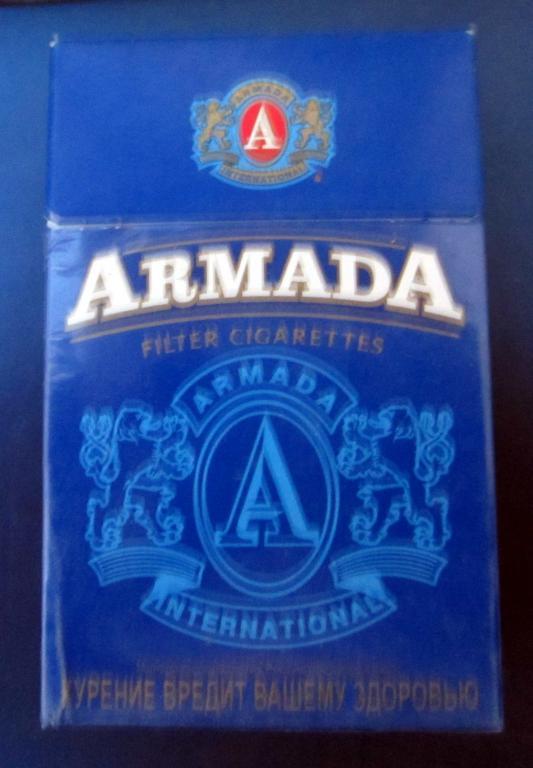 ARMADA
A
INTERNATIONAL
ARMADA
FILTER CIGARETTES
ARMADA
A
INTERNATIONAL
КУРЕНИЕ ВРЕДИТ ВАШЕМУ ЗДОРОВЬЮ